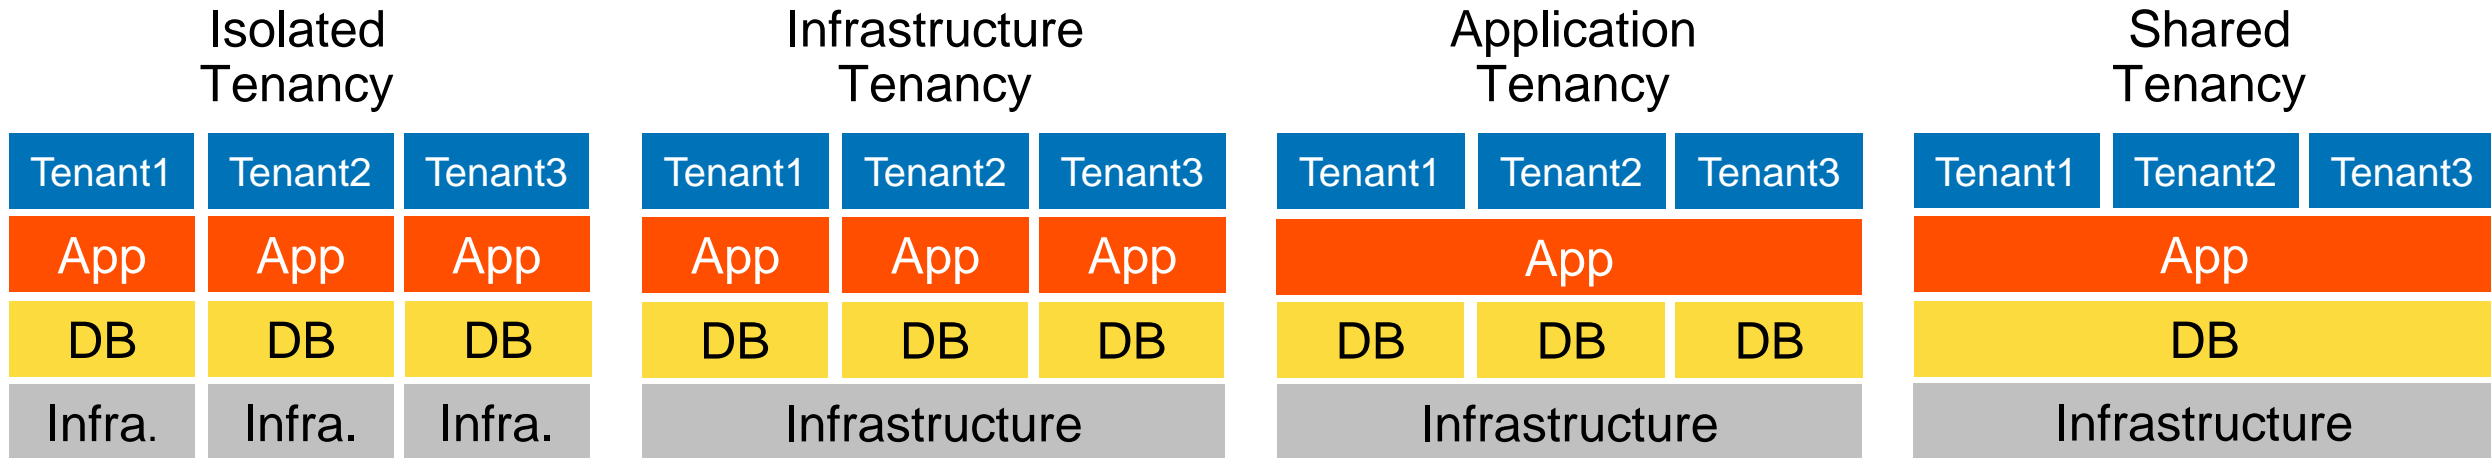 Isolated
Tenancy
Tenant1 Tenant2 Tenant3
App App App
DB DB DB
Infra. Infra. Infra.
Infrastructure
Tenancy
Tenant1 Tenant2 Tenant3
App App App
DB DB DB
Infrastructure
Application
Tenancy
Tenant1 Tenant2 Tenant3
App
DB DB DB
Infrastructure
Shared
Tenancy
Tenant1 Tenant2 Tenant3
App
DB
Infrastructure